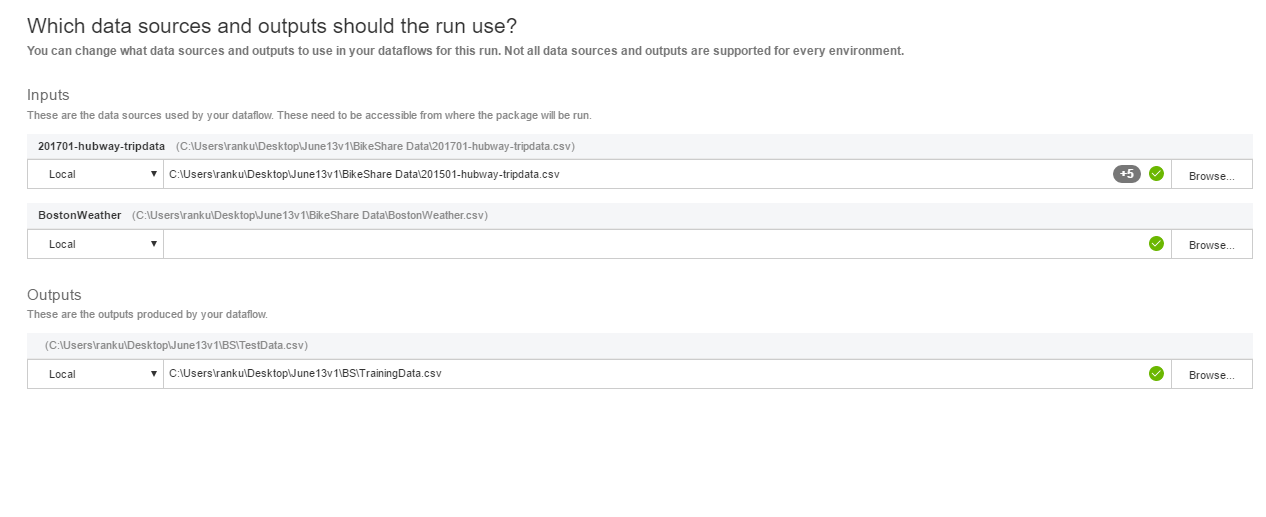 Which data sources and outputs should the run use?
You can change what data sources and outputs to use in your dataflows for this run. Not all data sources and outputs are supported for every environment.
Inputs
These are the data sources used by your dataflow. These need to be accessible from where the package will be run.
201701-hubway-tripdata (C:\Users\ranku\Desktop\June13v1\BikeShare Data\201701-hubway-tripdata.csv)
Local C:\Users\ranku\Desktop\June13v1\BikeShare Data\201501-hubway-tripdata.csv +5 Browse...
BostonWeather (C:\Users\ranku\Desktop\June13v1\BikeShare Data\BostonWeather.csv)
Local Browse...
Outputs
These are the outputs produced by your dataflow.
(C:\Users\ranku\Desktop\June13v1\BS\TestData.csv)
Local C:\Users\ranku\Desktop\June13v1\BS\TrainingData.csv Browse...